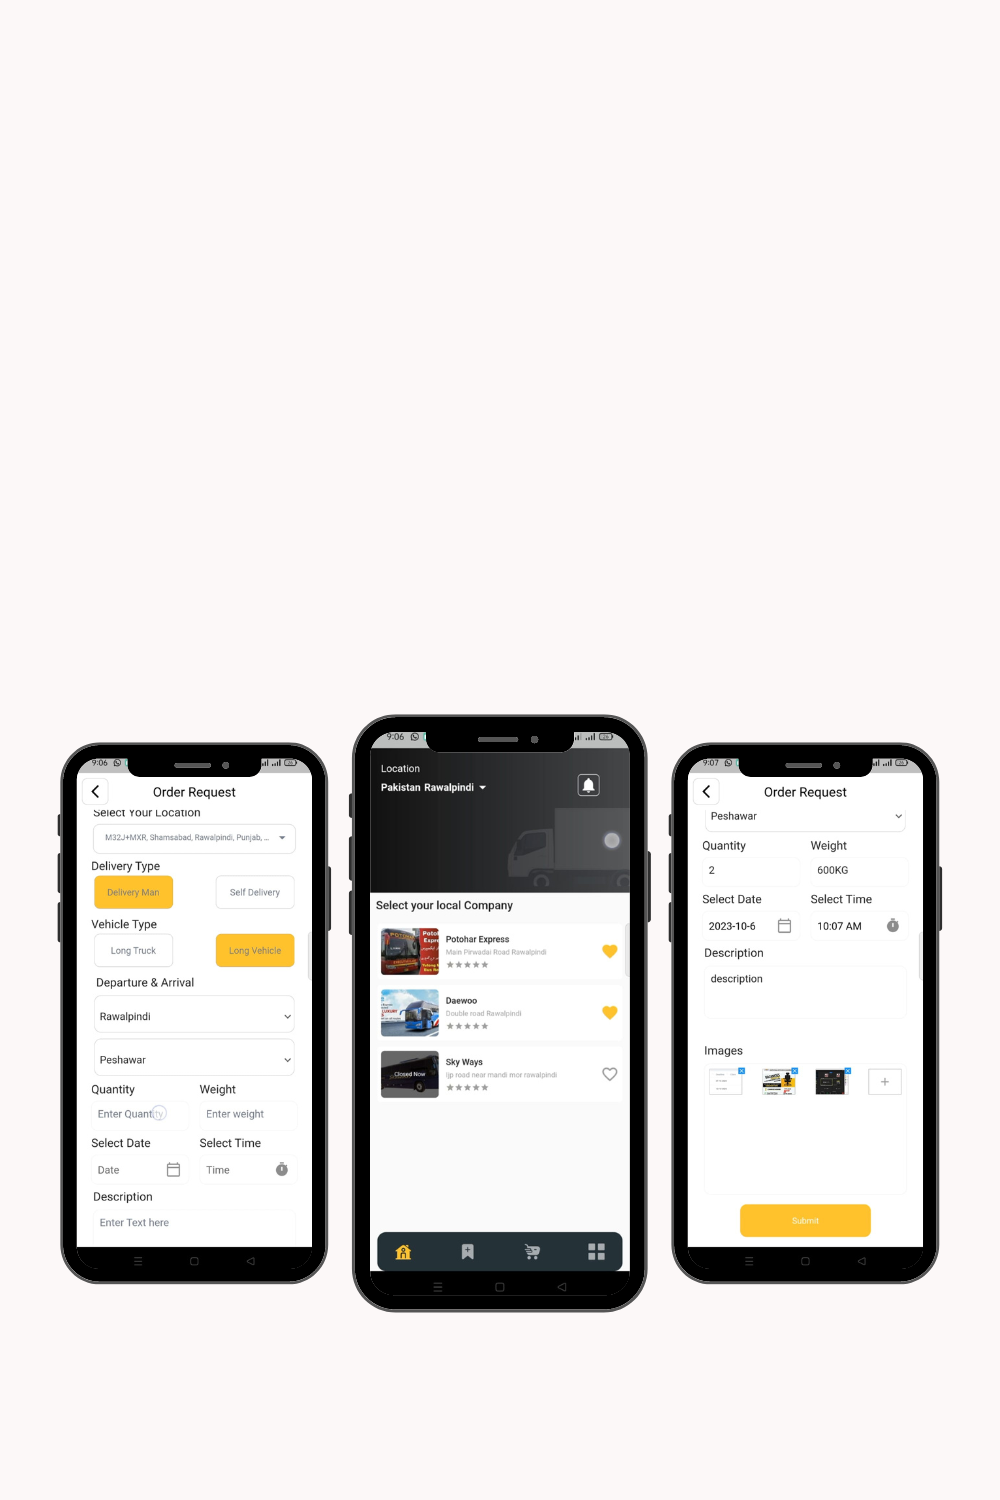 9:06
Order Request
Select Your Location
M32J+MXR, Shamsabad, Rawalpindi, Punjab, ...
Delivery Type
Delivery Man
Self Delivery
Vehicle Type
Long Truck
Long Vehicle
Departure & Arrival
Rawalpindi
Peshawar
Quantity
Weight
Enter Quantity
Enter weight
Select Date
Select Time
Date
Time
Description
Enter Text here
9:06
Location
Pakistan Rawalpindi
Select your local Company
Potohar Express
Main Pirwadai Road Rawalpindi
Daewoo
Double road Rawalpindi
Closed Now
Sky Ways
Ijp road near mandi mor rawalpindi
9:07
Order Request
Peshawar
Quantity
Weight
2
600KG
Select Date
Select Time
2023-10-6
10:07 AM
Description
description
Images
Submit